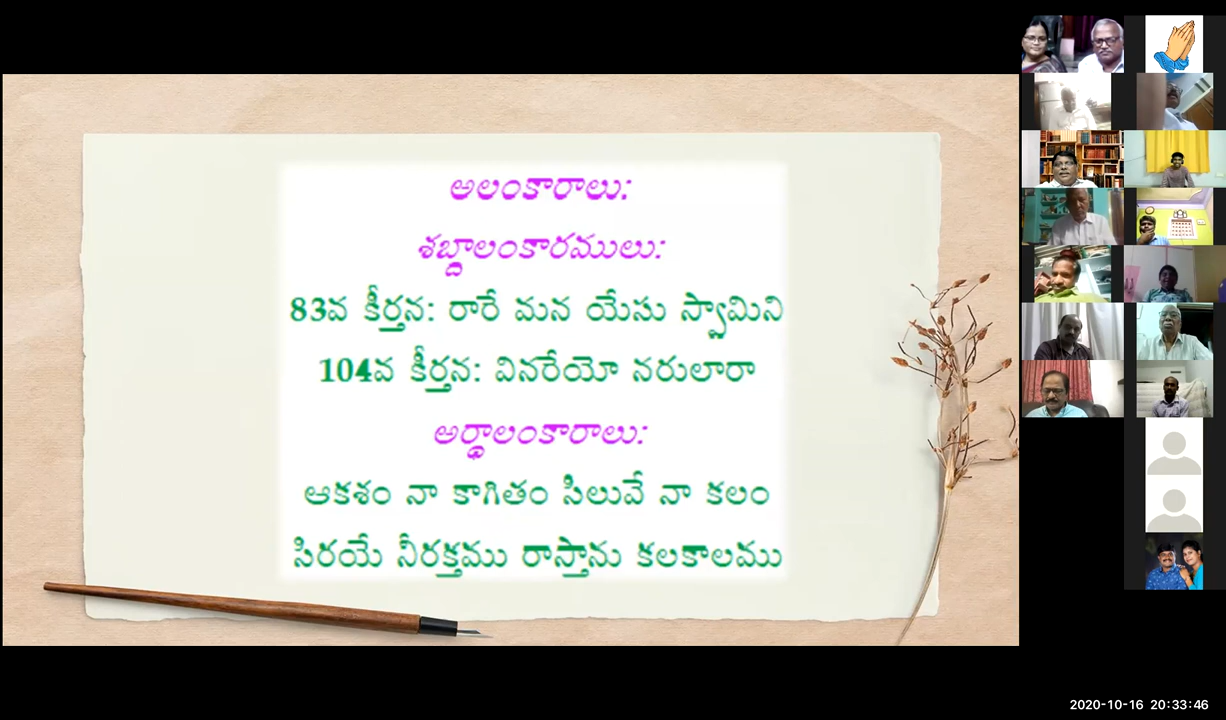 అలంకారాలు:
శబ్దాలంకారములు:
83వ కీర్తన: రారే మన యేసు స్వామిని
104వ కీర్తన: వినరేయో నరులారా
అర్థాలంకారాలు:
ఆకశం నా కాగితం సిలువే నా కలం
సిరయే నీరక్తము రాస్తాను కలకాలము
2020-10-16 20:33:46